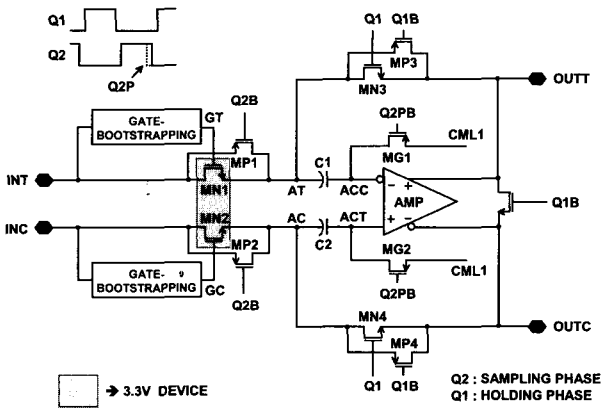 Q1
Q2
Q2P
Q1 Q1B
MP3
MN3
OUTT
GATE-
BOOTSTRAPPING
GT
Q2B
MP1
Q2PB
CML1
MG1
INT
MN1
AT
C1
ACC
- +
AMP
+ -
Q1B
INC
MN2
AC
C2
ACT
MP2
MG2
CML1
GATE-
BOOTSTRAPPING
GC
Q2B
Q2PB
MN4
OUTC
MP4
Q1 Q1B
➔ 3.3V DEVICE
Q2 : SAMPLING PHASE
Q1 : HOLDING PHASE